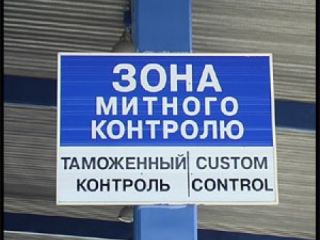 ЗОНА
МИТНОГО
КОНТРОЛЮ
ТАМОЖЕННЫЙ CUSTOM
КОНТРОЛЬ CONTROL